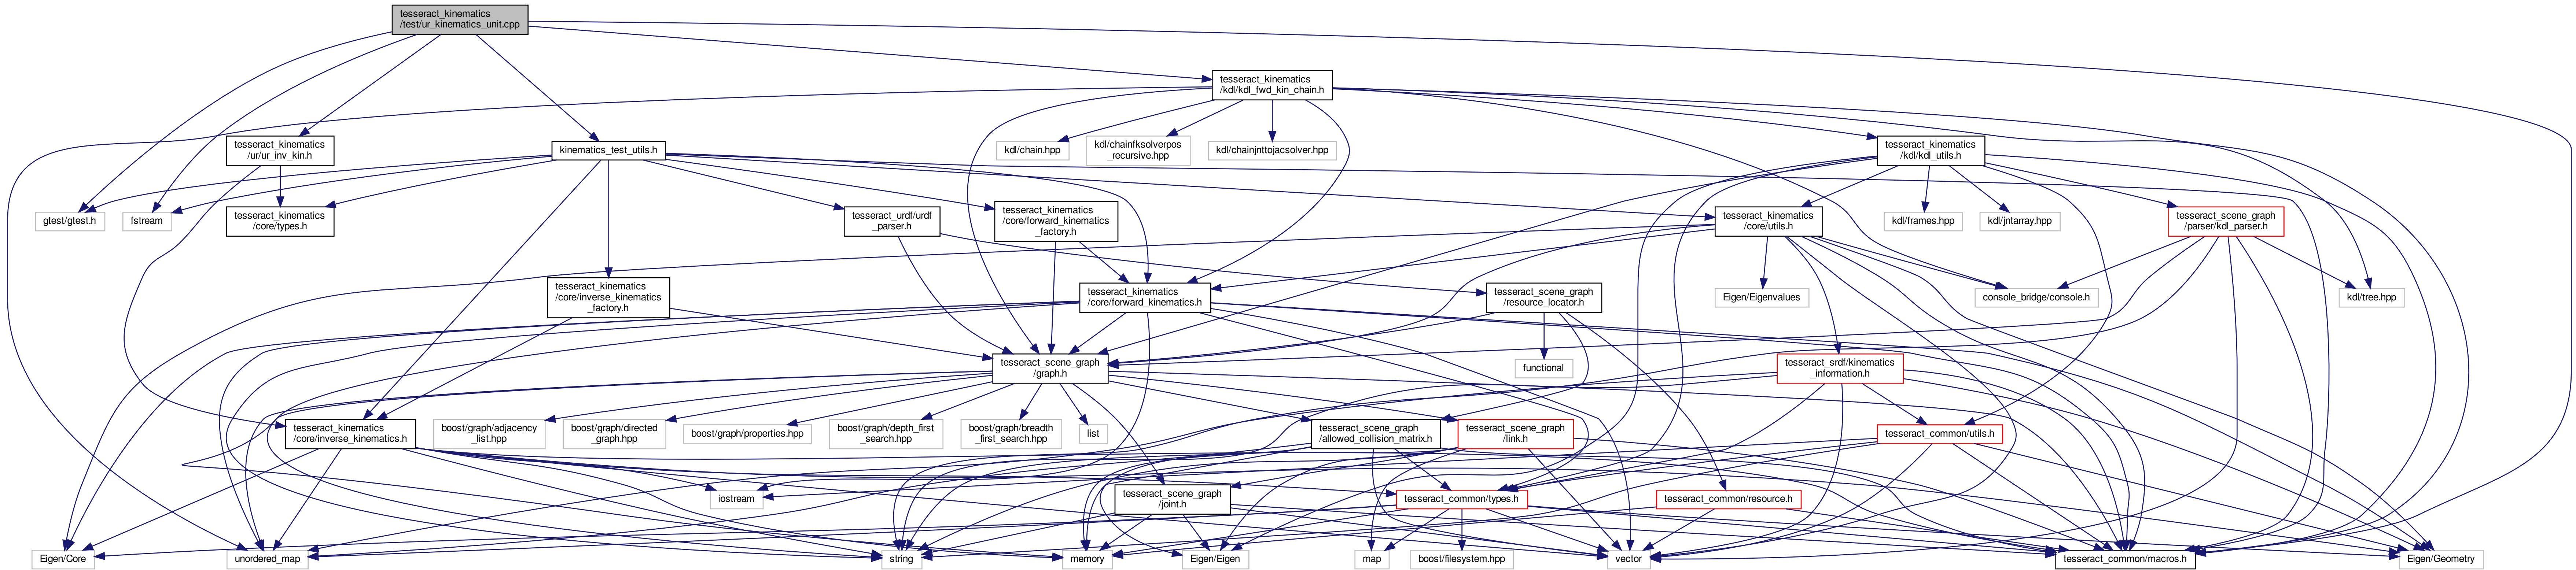 tesseract_kinematics
/test/ur_kinematics_unit.cpp
tesseract_kinematics
/kdl/kdl_fwd_kin_chain.h
tesseract_kinematics
/ur/ur_inv_kin.h
kinematics_test_utils.h
kdl/chain.hpp
kdl/chainfksolverpos
_recursive.hpp
kdl/chainjnttojacsolver.hpp
tesseract_kinematics
/kdl/kdl_utils.h
gtest/gtest.h
fstream
tesseract_kinematics
/core/types.h
tesseract_urdf/urdf
_parser.h
tesseract_kinematics
/core/forward_kinematics
_factory.h
tesseract_kinematics
/core/utils.h
kdl/frames.hpp
kdl/jntarray.hpp
tesseract_scene_graph
/parser/kdl_parser.h
tesseract_kinematics
/core/inverse_kinematics
_factory.h
tesseract_kinematics
/core/forward_kinematics.h
tesseract_scene_graph
/resource_locator.h
Eigen/Eigenvalues
console_bridge/console.h
kdl/tree.hpp
tesseract_scene_graph
/graph.h
functional
tesseract_srdf/kinematics
_information.h
tesseract_kinematics
/core/inverse_kinematics.h
boost/graph/adjacency
_list.hpp
boost/graph/directed
_graph.hpp
boost/graph/properties.hpp
boost/graph/depth_first
_search.hpp
boost/graph/breadth
_first_search.hpp
list
tesseract_scene_graph
/allowed_collision_matrix.h
tesseract_scene_graph
/link.h
tesseract_common/utils.h
iostream
tesseract_scene_graph
/joint.h
tesseract_common/types.h
tesseract_common/resource.h
Eigen/Core
unordered_map
string
memory
Eigen/Eigen
map
boost/filesystem.hpp
vector
tesseract_common/macros.h
Eigen/Geometry